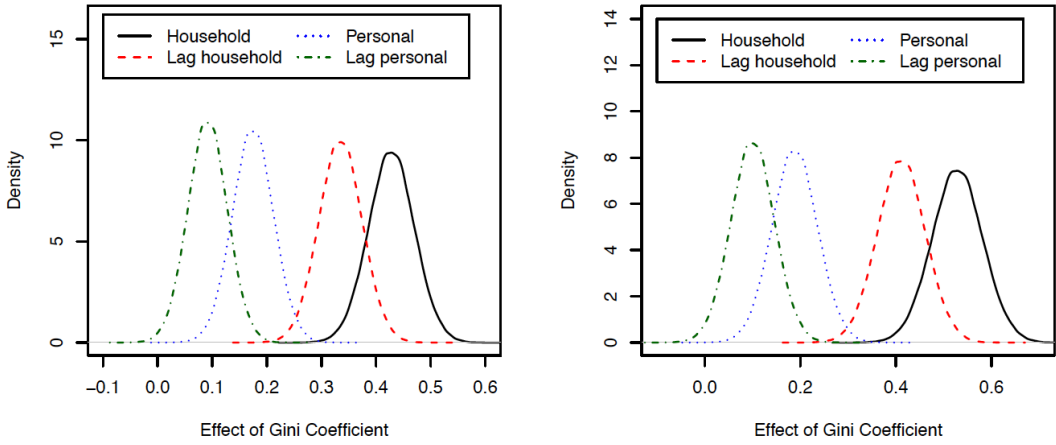 Household Personal
Lag household Lag personal
15
10
5
0
Density
−0.1 0.0 0.1 0.2 0.3 0.4 0.5 0.6
Effect of Gini Coefficient
Household Personal
Lag household Lag personal
14
12
10
8
6
4
2
0
Density
0.0 0.2 0.4 0.6
Effect of Gini Coefficient